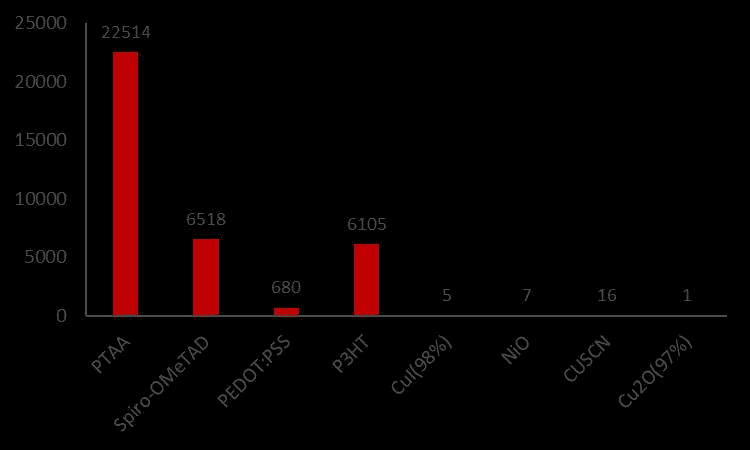 25000
20000
15000
10000
5000
0
22514
6518
680
6105
5
7
16
1
PTAA
Spiro-OMeTAD
PEDOT:PSS
P3HT
CuI(98%)
NiO
CUSCN
Cu2O(97%)